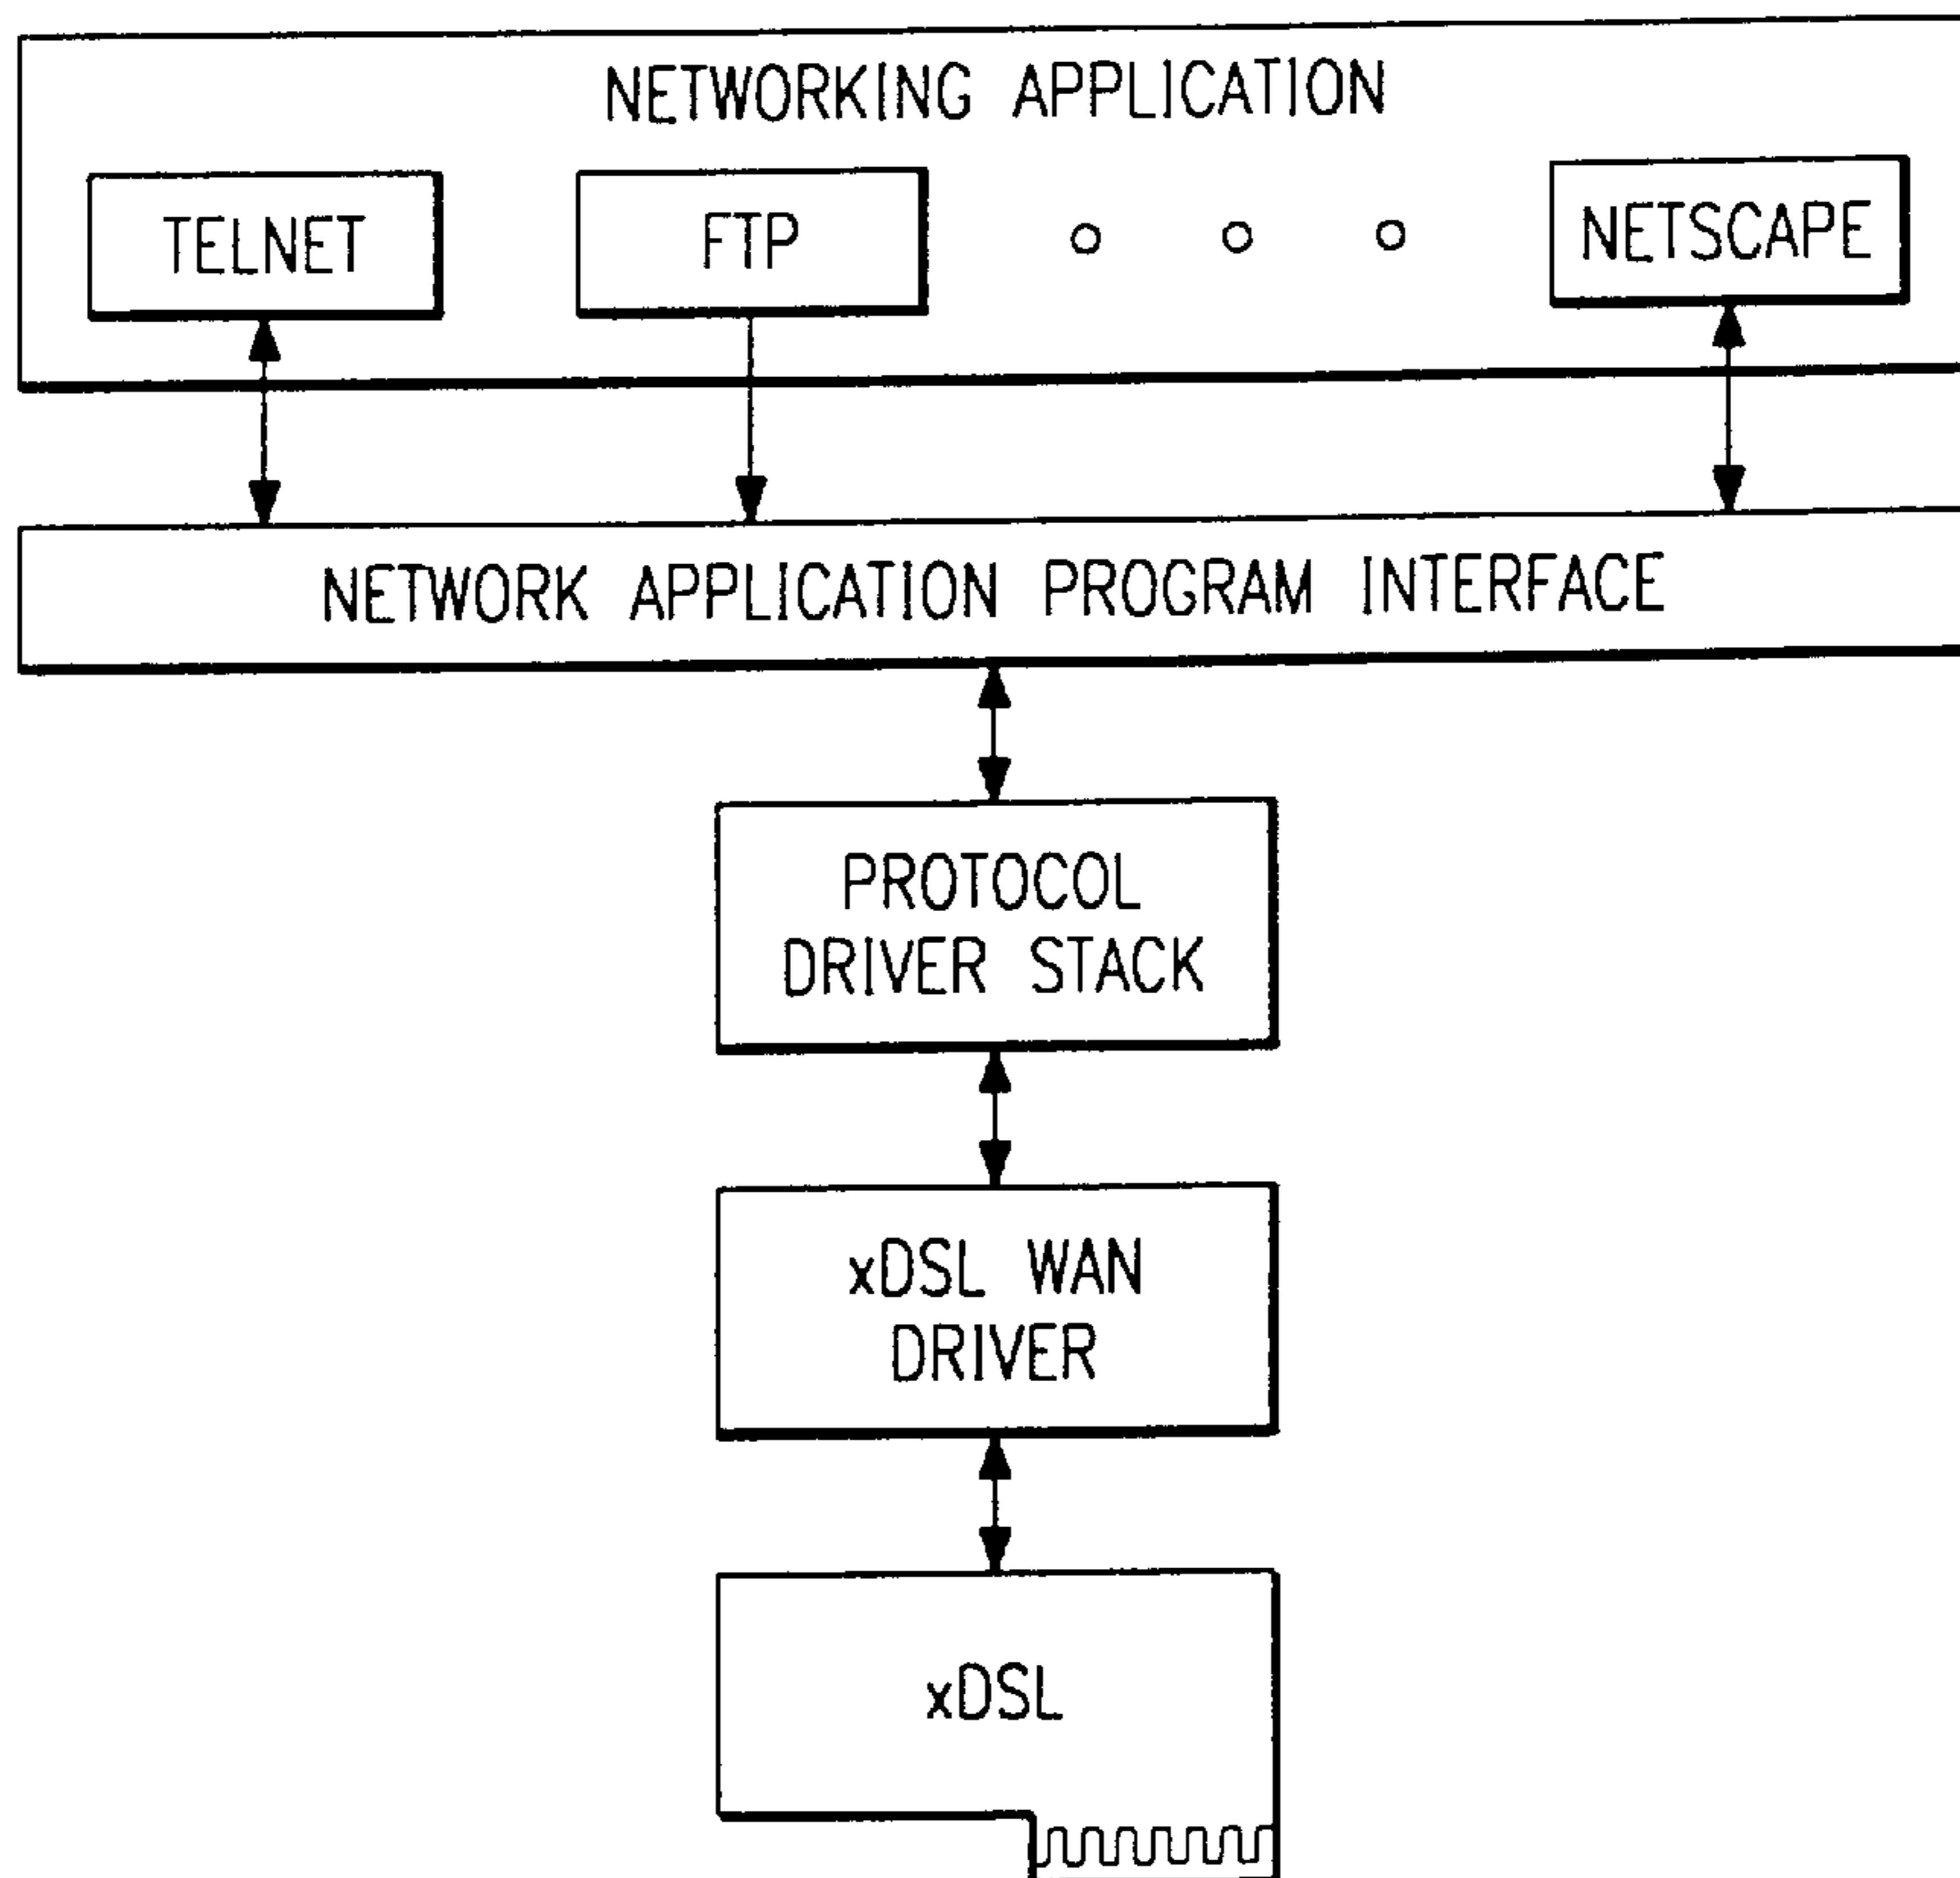 NETWORKING APPLICATION
TELNET
FTP
NETSCAPE
NETWORK APPLICATION PROGRAM INTERFACE
PROTOCOL
DRIVER STACK
xDSL WAN
DRIVER
xDSL